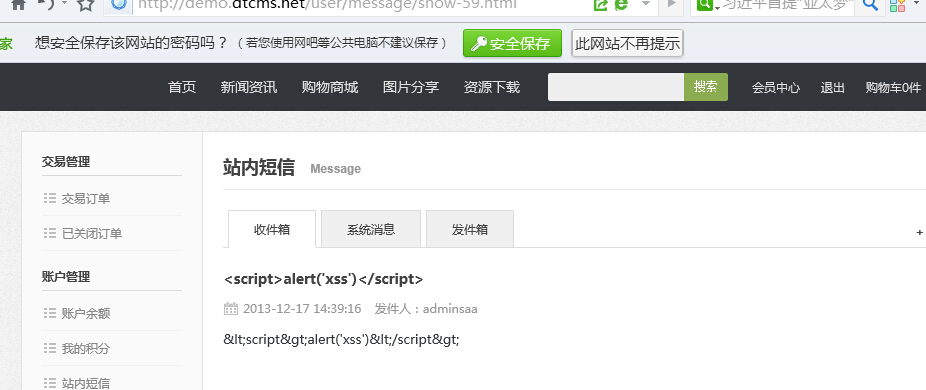 http://demo.dtcms.net/user/message/show-59.html
习近平首提"亚太梦"
家 想安全保存该网站的密码吗？（若您使用网吧等公共电脑不建议保存） 安全保存 此网站不再提示
首页 新闻资讯 购物商城 图片分享 资源下载 搜索 会员中心 退出 购物车0件
交易管理
交易订单
已关闭订单
账户管理
账户余额
我的积分
站内短信
站内短信 Message
收件箱 系统消息 发件箱 +
<script>alert('xss')</script>
2013-12-17 14:39:16 发件人：adminsaa
&lt;script&gt;alert('xss')&lt;/script&gt;